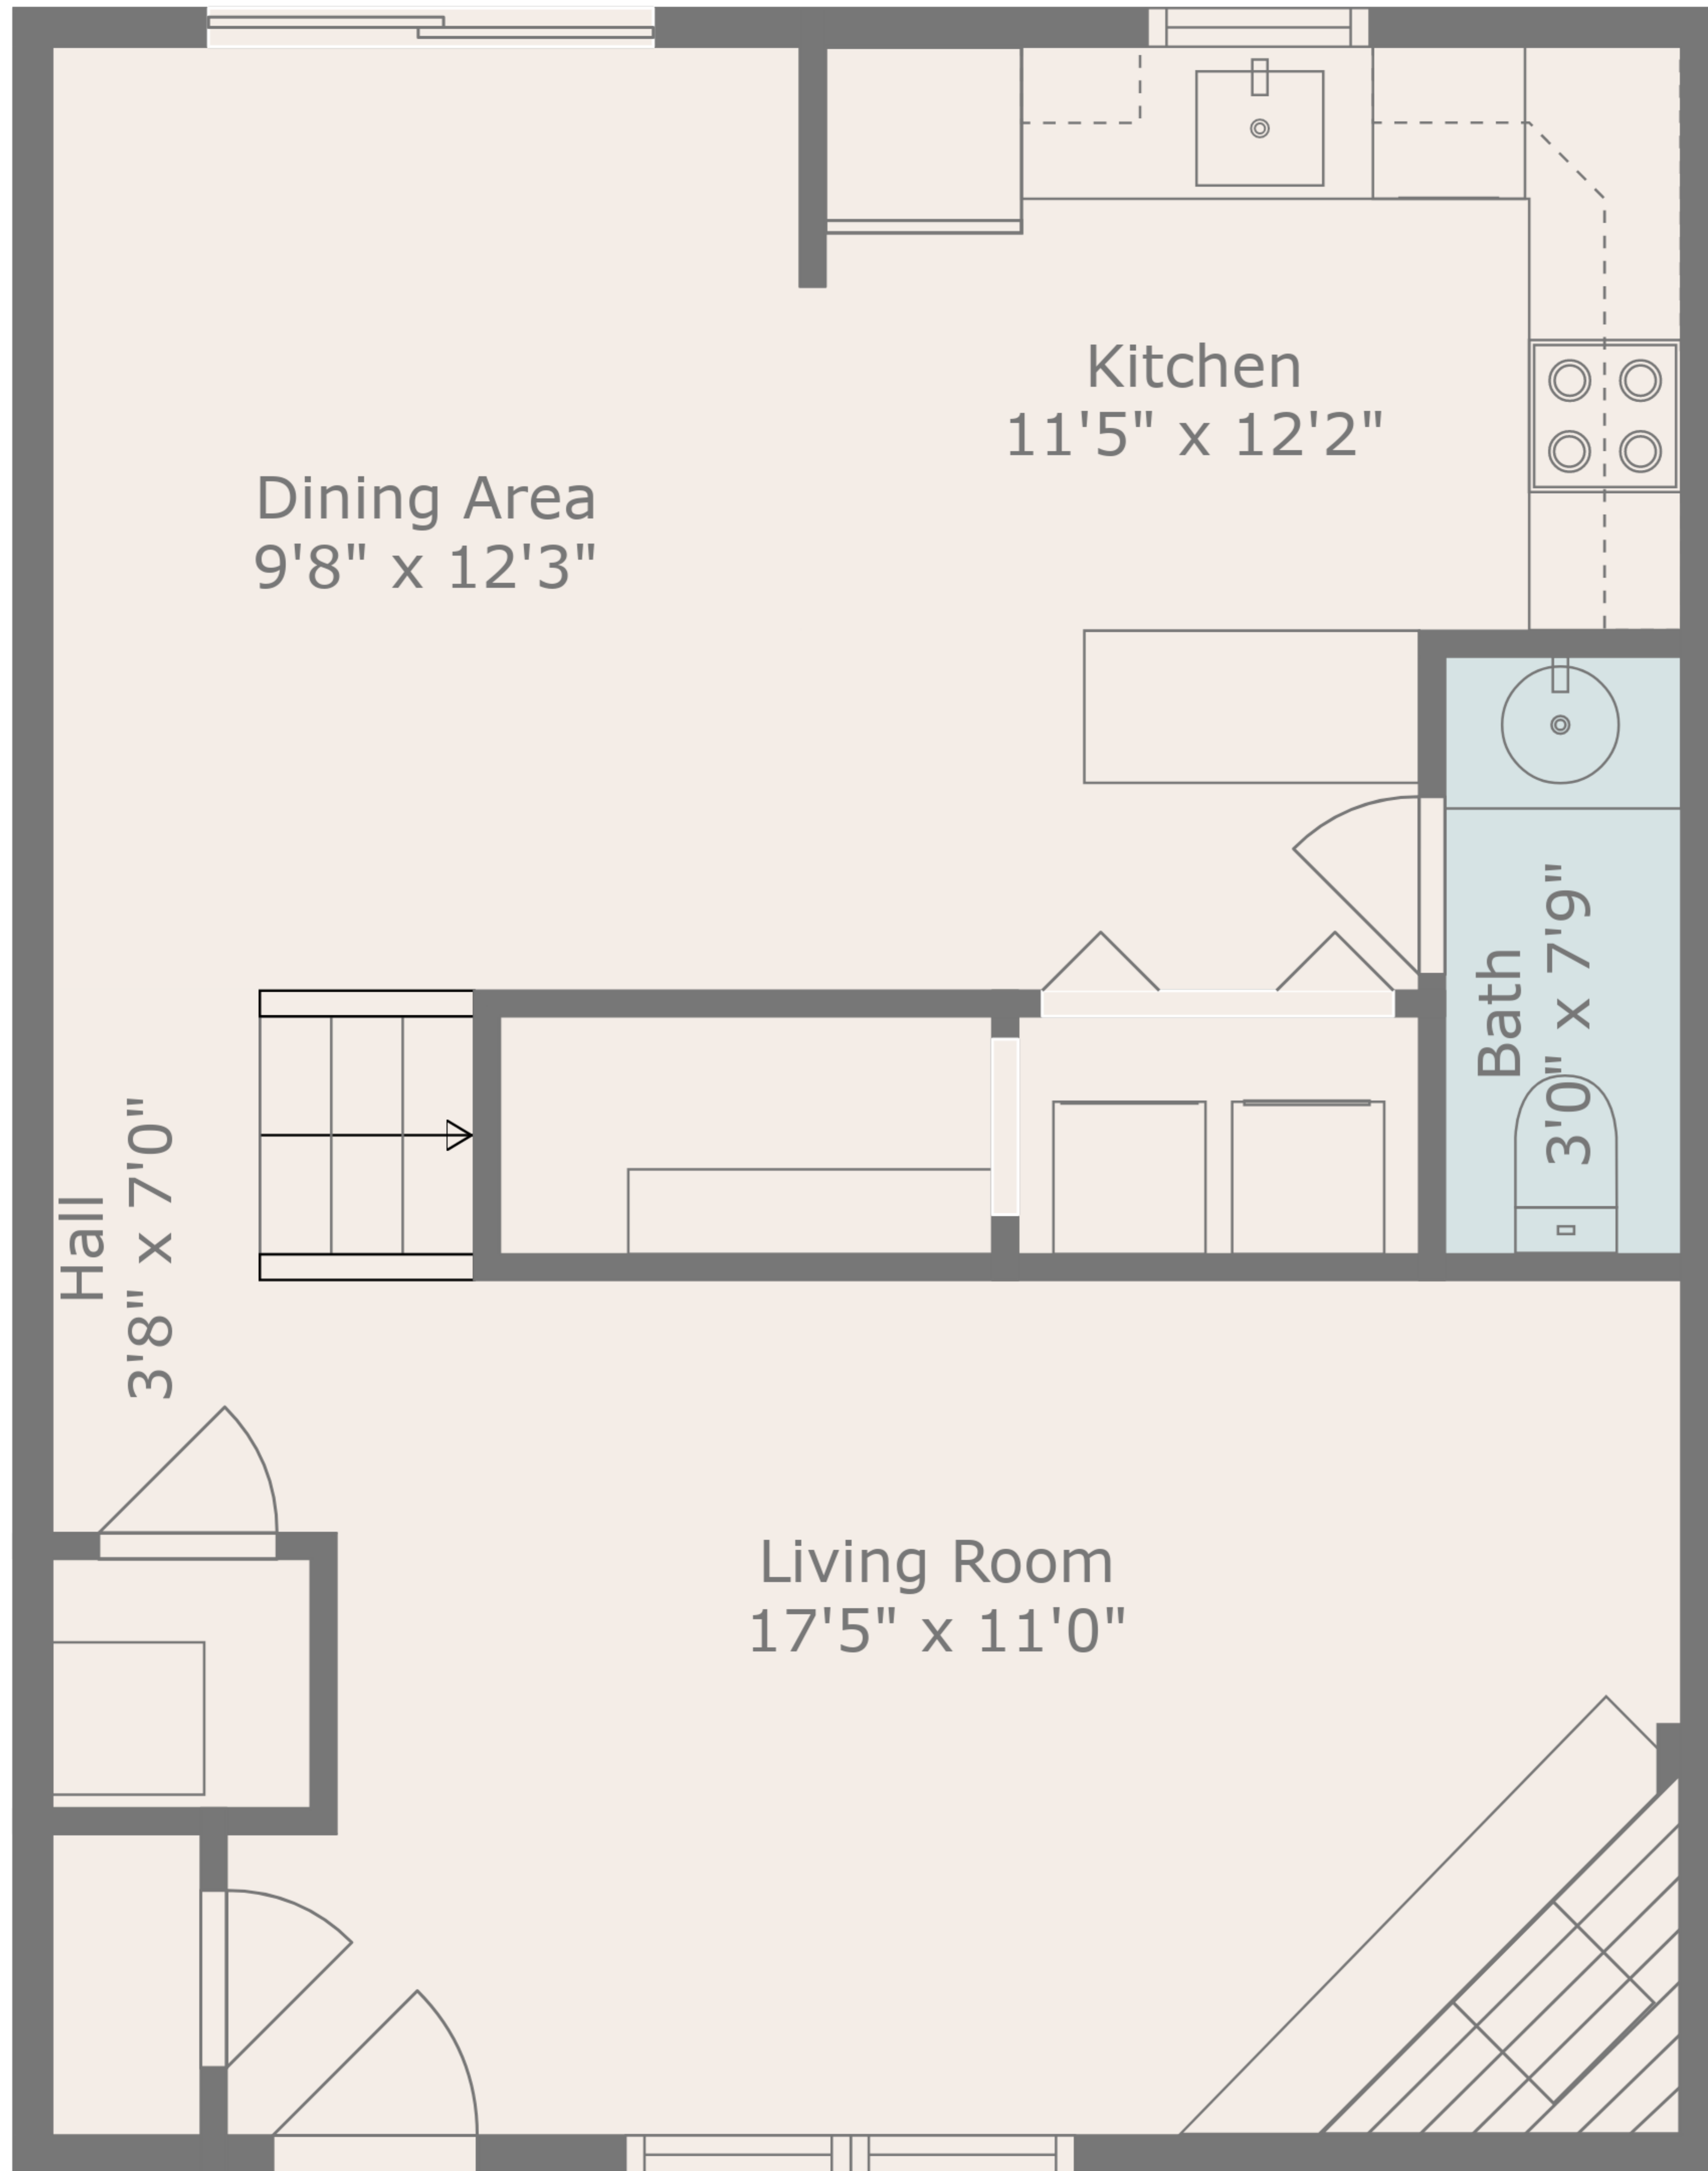 Kitchen
11'5" x 12'2"
Dining Area
9'8" x 12'3"
Bath
3'0" x 7'9"
Hall
3'8" x 7'0"
Living Room
17'5" x 11'0"